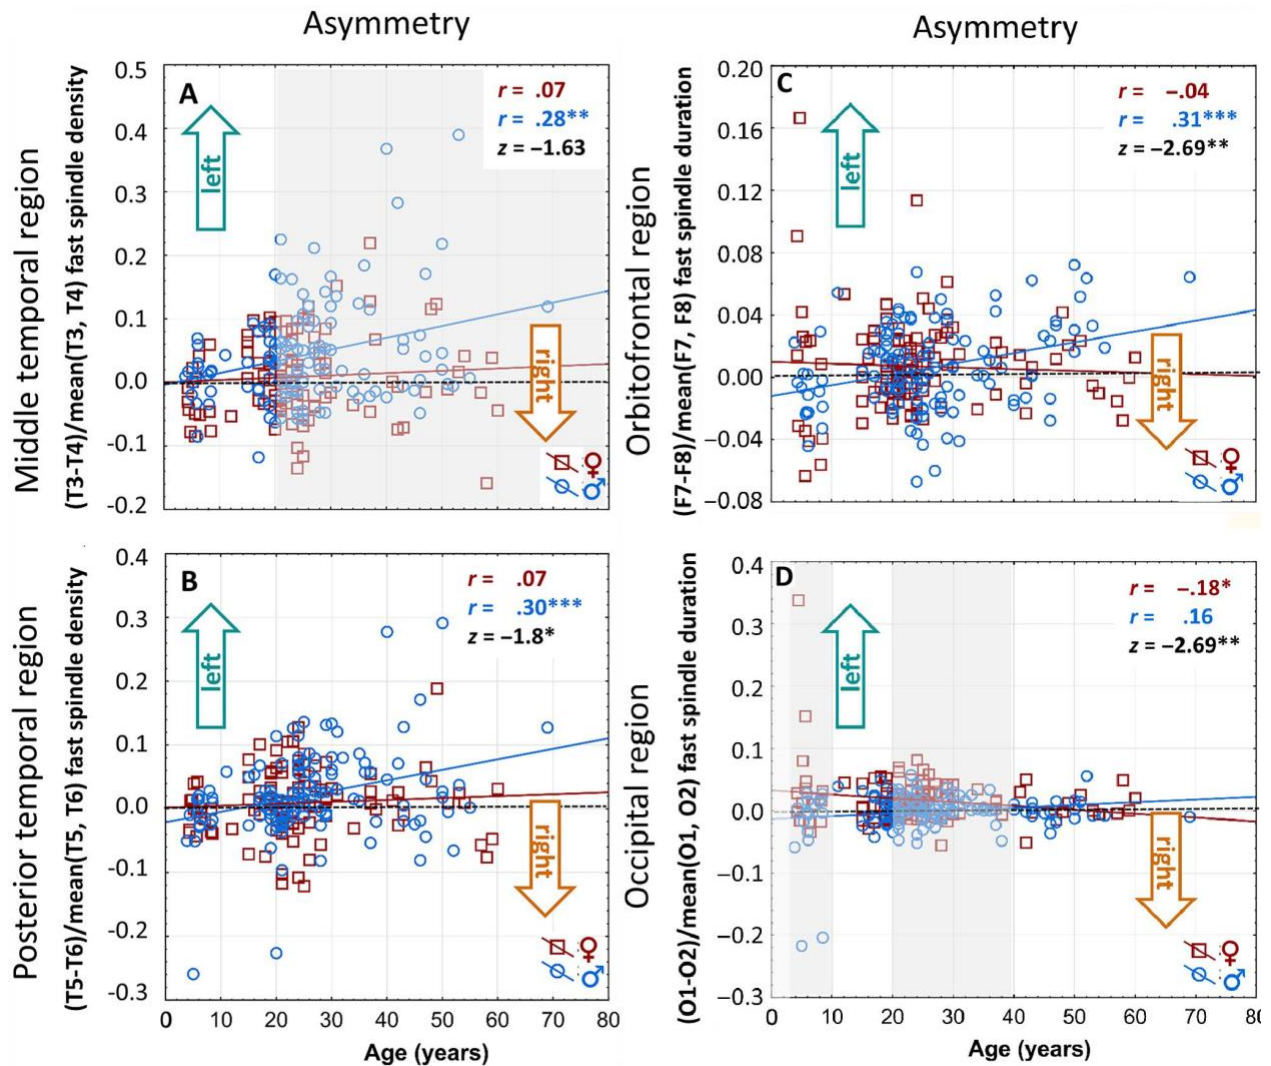 Asymmetry
Middle temporal region
(T3-T4)/mean(T3, T4) fast spindle density
0.5
0.4
0.3
0.2
0.1
0.0
-0.1
-0.2
A
left
right
r = .07
r = .28**
z = −1.63
♀
♂
Asymmetry
Orbitofrontal region
(F7-F8)/mean(F7, F8) fast spindle duration
0.20
0.16
0.12
0.08
0.04
0.00
−0.04
−0.08
C
left
right
r = −.04
r = .31***
z = −2.69**
♀
♂
Posterior temporal region
(T5-T6)/mean(T5, T6) fast spindle density
0.4
0.3
0.2
0.1
0.0
-0.1
-0.2
-0.3
B
left
right
r = .07
r = .30***
z = −1.8*
♀
♂
0 10 20 30 40 50 60 70 80
Age (years)
Occipital region
(O1-O2)/mean(O1, O2) fast spindle duration
0.4
0.3
0.2
0.1
0.0
−0.1
−0.2
−0.3
D
left
right
r = −.18*
r = .16
z = −2.69**
♀
♂
0 10 20 30 40 50 60 70 80
Age (years)